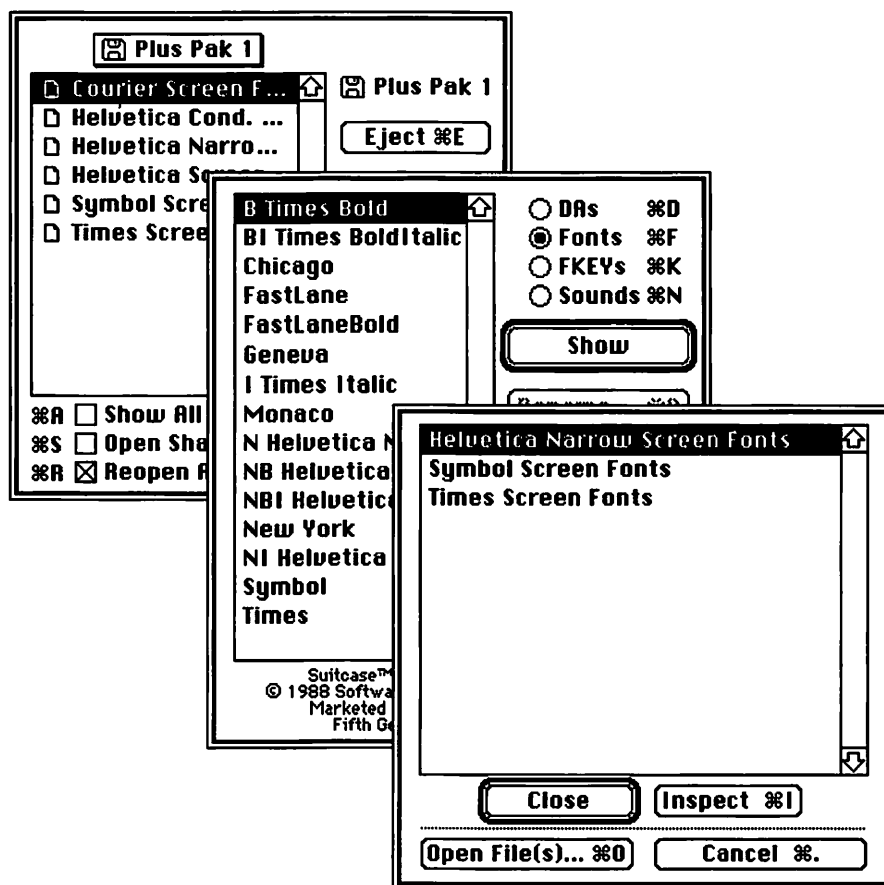 Plus Pak 1
Courier Screen F...
Helvetica Cond. ...
Helvetica Narro...
Helvetica
Symbol Scre
Times Scree
Plus Pak 1
Eject ⌘E
⌘A Show All
⌘S Open Sha
⌘R Reopen A
B Times Bold
BI Times BoldItalic
Chicago
FastLane
FastLaneBold
Geneva
I Times Italic
Monaco
N Helvetica N
NB Helvetica
NBI Helvetica
New York
NI Helvetica
Symbol
Times
DAs ⌘D
Fonts ⌘F
FKEYs ⌘K
Sounds ⌘N
Show
Suitcase™
© 1988 Softwa
Marketed
Fifth Ge
Helvetica Narrow Screen Fonts
Symbol Screen Fonts
Times Screen Fonts
Close
Inspect ⌘I
Open File(s)... ⌘O
Cancel ⌘.